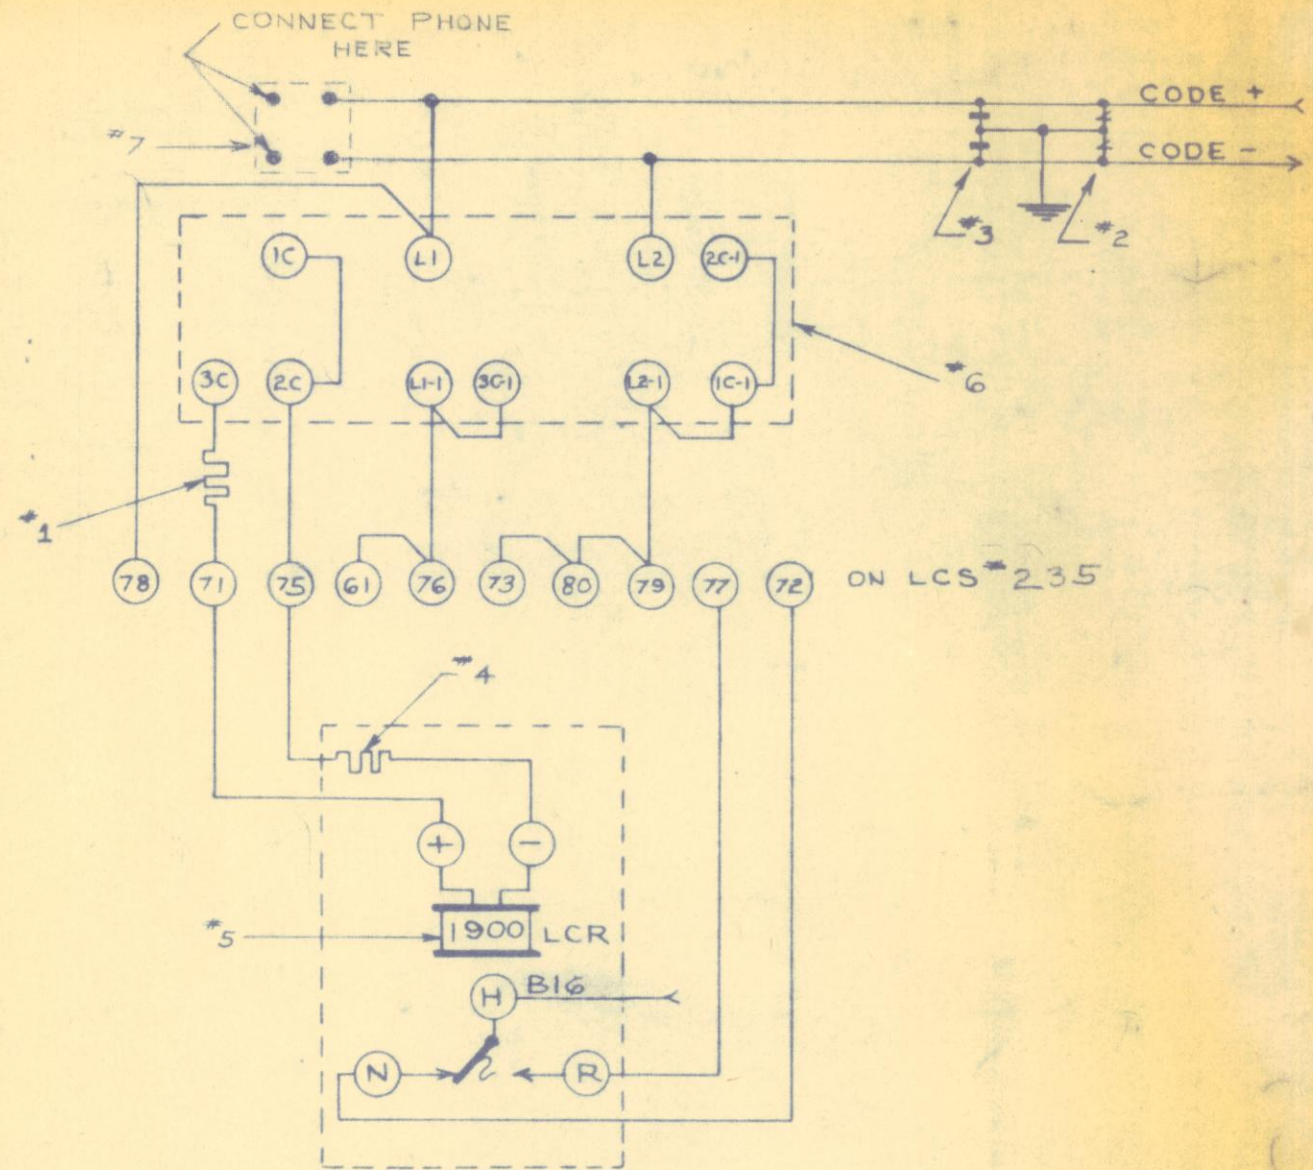 CONNECT PHONE
HERE
CODE +
#7
CODE -
#3 #2
1C L1 L2 2C-1
3C 2C L1-1 3C-1 L2-1 1C-1
#6
#1
78 71 75 61 76 73 80 79 77 72 ON LCS #235
#4
+ -
#5 1900 LCR
H B16
N R